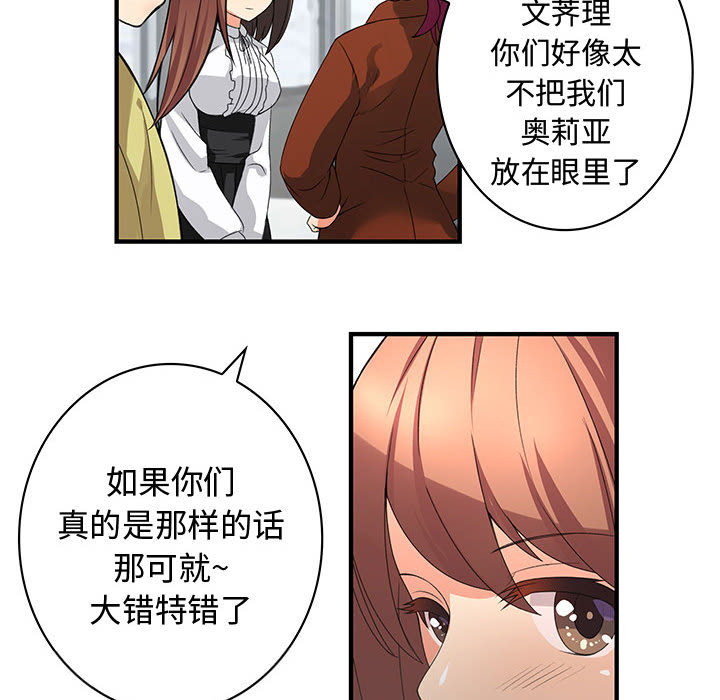 文荠理
你们好像太
不把我们
奥莉亚
放在眼里了
如果你们
真的是那样的话
那可就~
大错特错了